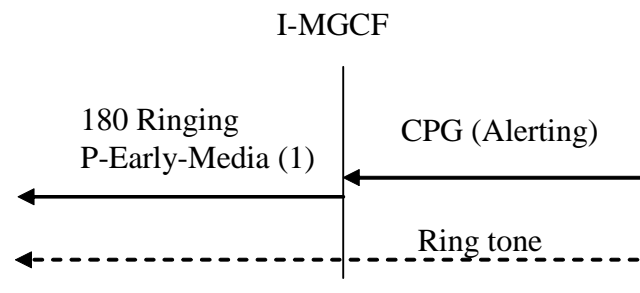 I-MGCF
180 Ringing
P-Early-Media (1)
CPG (Alerting)
Ring tone